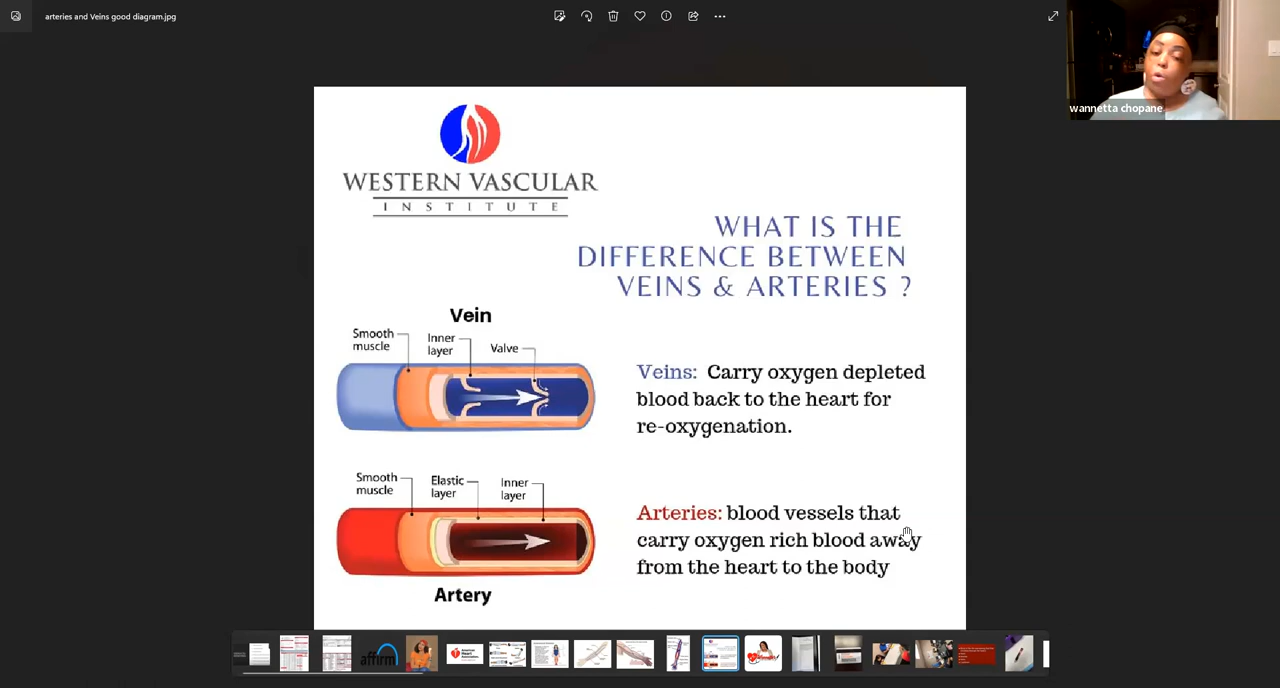 arteries and Veins good diagram.jpg
wannetta chopane
WESTERN VASCULAR
INSTITUTE
WHAT IS THE
DIFFERENCE BETWEEN
VEINS & ARTERIES ?
Vein
Smooth
muscle
Inner
layer
Valve
Veins: Carry oxygen depleted
blood back to the heart for
re-oxygenation.
Smooth
muscle
Elastic
layer
Inner
layer
Arteries: blood vessels that
carry oxygen rich blood away
from the heart to the body
Artery
affirm